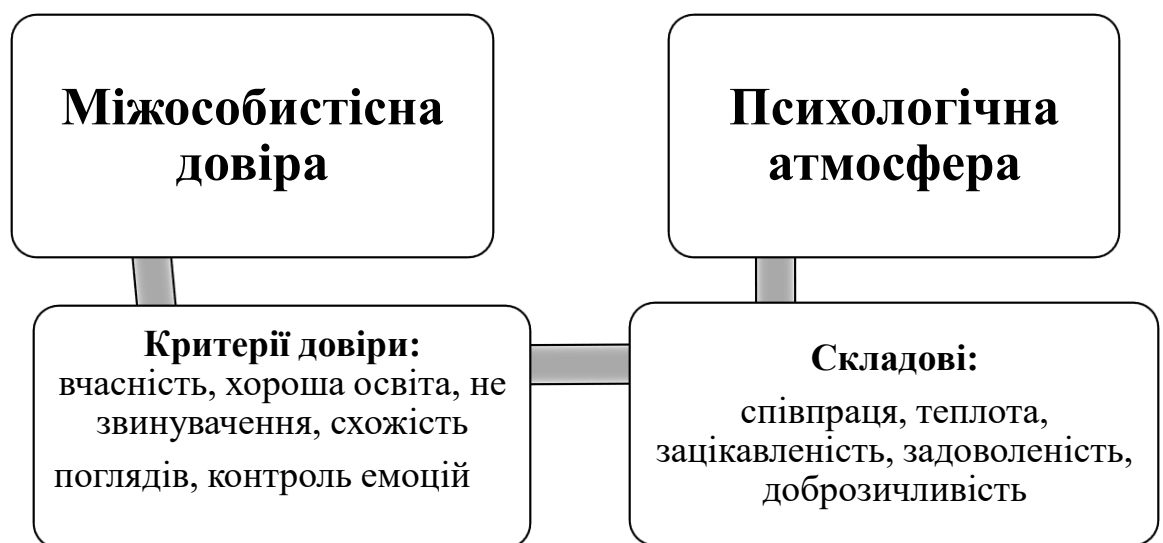 Міжособистісна
довіра
Психологічна
атмосфера
Критерії довіри:
вчасність, хороша освіта, не
звинувачення, схожість
поглядів, контроль емоцій
Складові:
співпраця, теплота,
зацікавленість, задоволеність,
доброзичливість